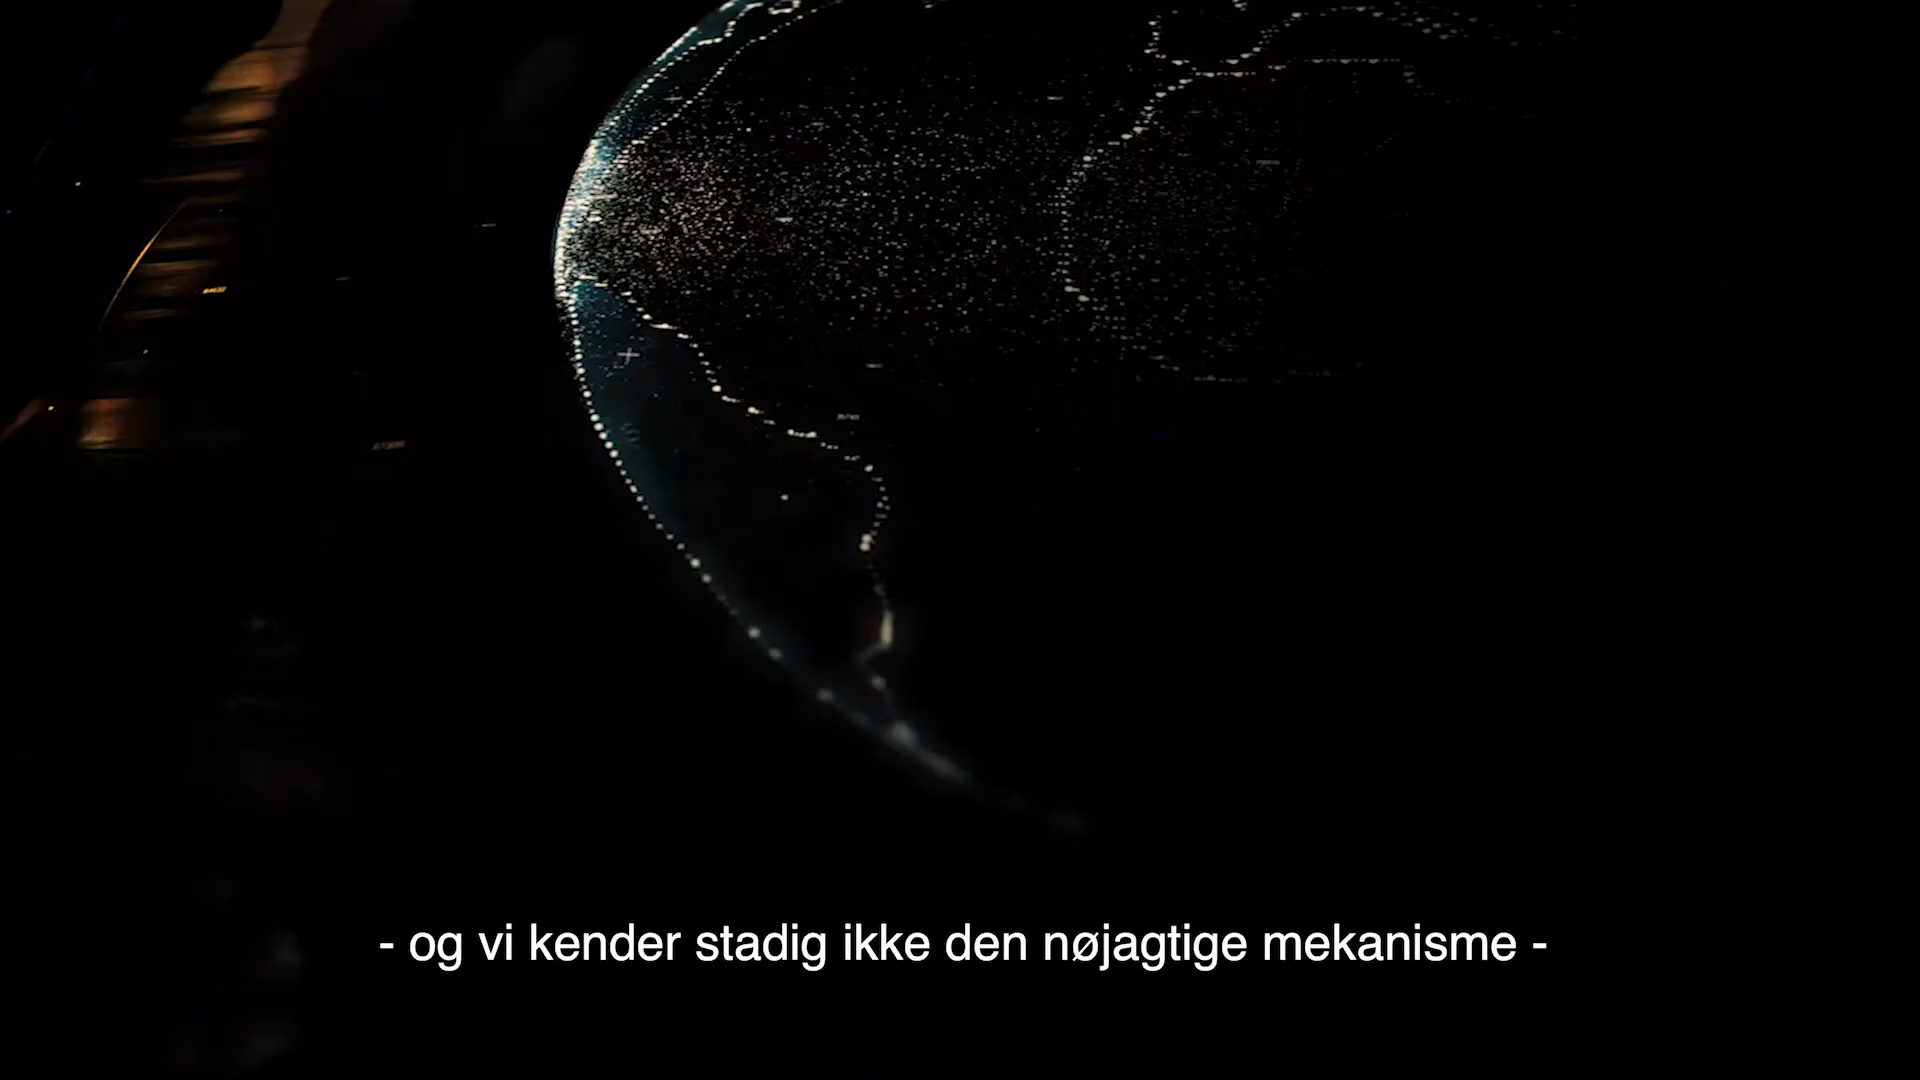 - og vi kender stadig ikke den nøjagtige mekanisme -